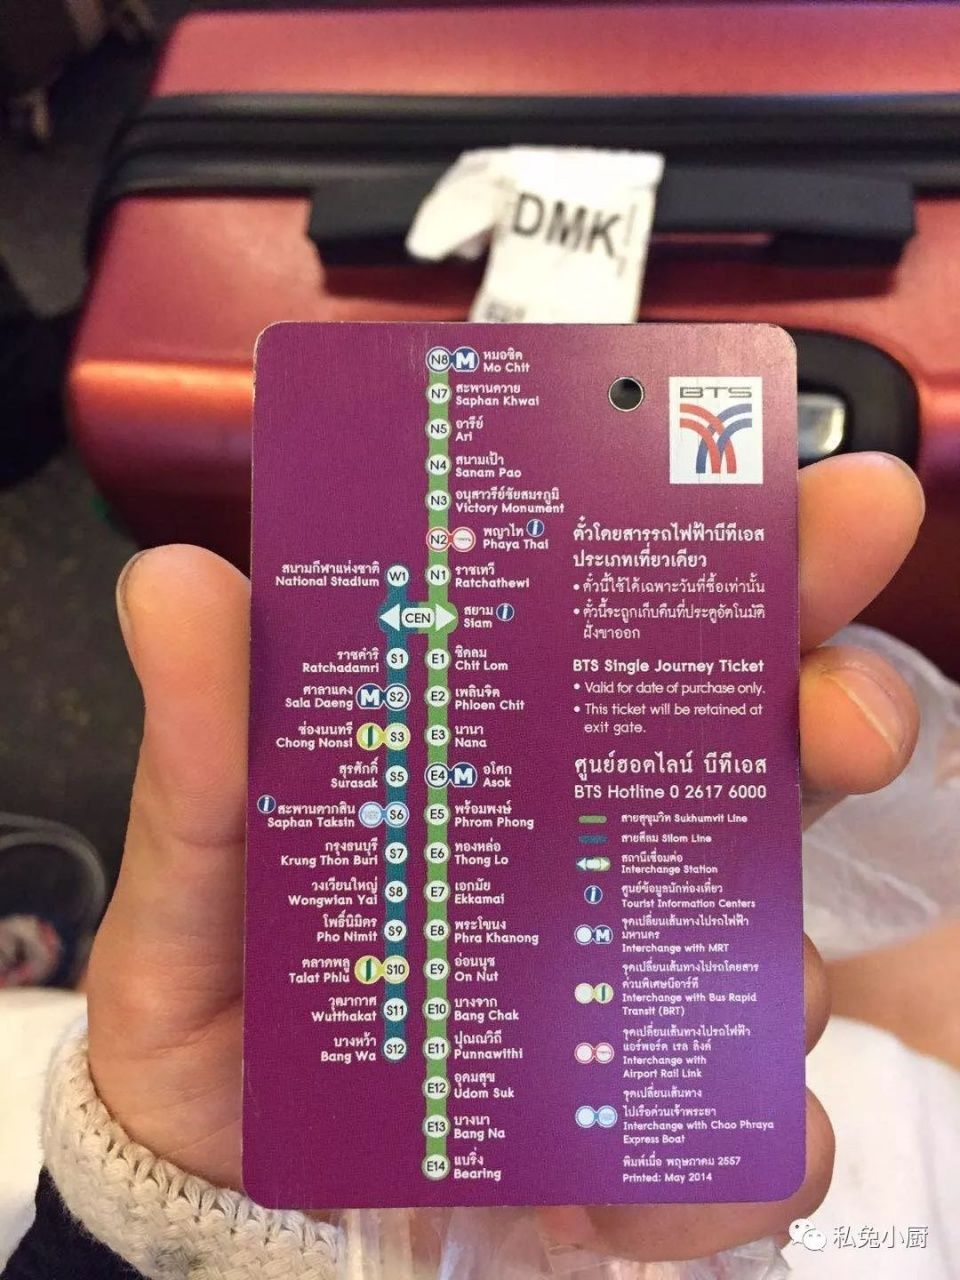 DMK
BTS
N8 M หมอชิต
Mo Chit
N7 สะพานควาย
Saphan Khwai
N5 อารีย์
Ari
N4 สนามเป้า
Sanam Pao
N3 อนุสาวรีย์ชัยสมรภูมิ
Victory Monument
N2 พญาไท i
Phaya Thai
N1 ราชเทวี
Ratchathewi
สนามกีฬาแห่งชาติ W1
National Stadium
CEN สยาม i
Siam
ราชดำริ S1
Ratchadamri
ศาลาแดง M S2
Sala Daeng
ช่องนนทรี S3
Chong Nonsi
สุรศักดิ์ S5
Surasak
i สะพานตากสิน S6
Saphan Taksin
กรุงธนบุรี S7
Krung Thon Buri
วงเวียนใหญ่ S8
Wongwian Yai
โพธิ์นิมิตร S9
Pho Nimit
ตลาดพลู S10
Talat Phlu
วุฒากาศ S11
Wutthakat
บางหว้า S12
Bang Wa
E1 ชิดลม
Chit Lom
E2 เพลินจิต
Phloen Chit
E3 นานา
Nana
E4 M อโศก
Asok
E5 พร้อมพงษ์
Phrom Phong
E6 ทองหล่อ
Thong Lo
E7 เอกมัย
Ekkamai
E8 พระโขนง
Phra Khanong
E9 อ่อนนุช
On Nut
E10 บางจาก
Bang Chak
E11 ปุณณวิถี
Punnawithi
E12 อุดมสุข
Udom Suk
E13 บางนา
Bang Na
E14 แบริ่ง
Bearing
ตั๋วโดยสารรถไฟฟ้าบีทีเอส
ประเภทเที่ยวเดียว
• ตั๋วนี้ใช้ได้เฉพาะวันที่ซื้อเท่านั้น
• ตั๋วนี้จะถูกเก็บคืนที่ประตูอัตโนมัติ
ฝั่งขาออก
BTS Single Journey Ticket
• Valid for date of purchase only.
• This ticket will be retained at
exit gate.
ศูนย์ฮอตไลน์ บีทีเอส
BTS Hotline 0 2617 6000
สายสุขุมวิท Sukhumvit Line
สายสีลม Silom Line
สถานีเชื่อมต่อ
Interchange Station
i ศูนย์ข้อมูลนักท่องเที่ยว
Tourist Information Centers
M จุดเปลี่ยนเส้นทางไปรถไฟฟ้า
มหานคร
Interchange with MRT
จุดเปลี่ยนเส้นทางไปรถโดยสาร
ด่วนพิเศษบีอาร์ที
Interchange with Bus Rapid
Transit (BRT)
จุดเปลี่ยนเส้นทางไปรถไฟฟ้า
แอร์พอร์ต เรล ลิงค์
Interchange with
Airport Rail Link
จุดเปลี่ยนเส้นทาง
ไปเรือด่วนเจ้าพระยา
Interchange with Chao Phraya
Express Boat
พิมพ์เมื่อ พฤษภาคม 2557
Printed: May 2014
私兔小厨